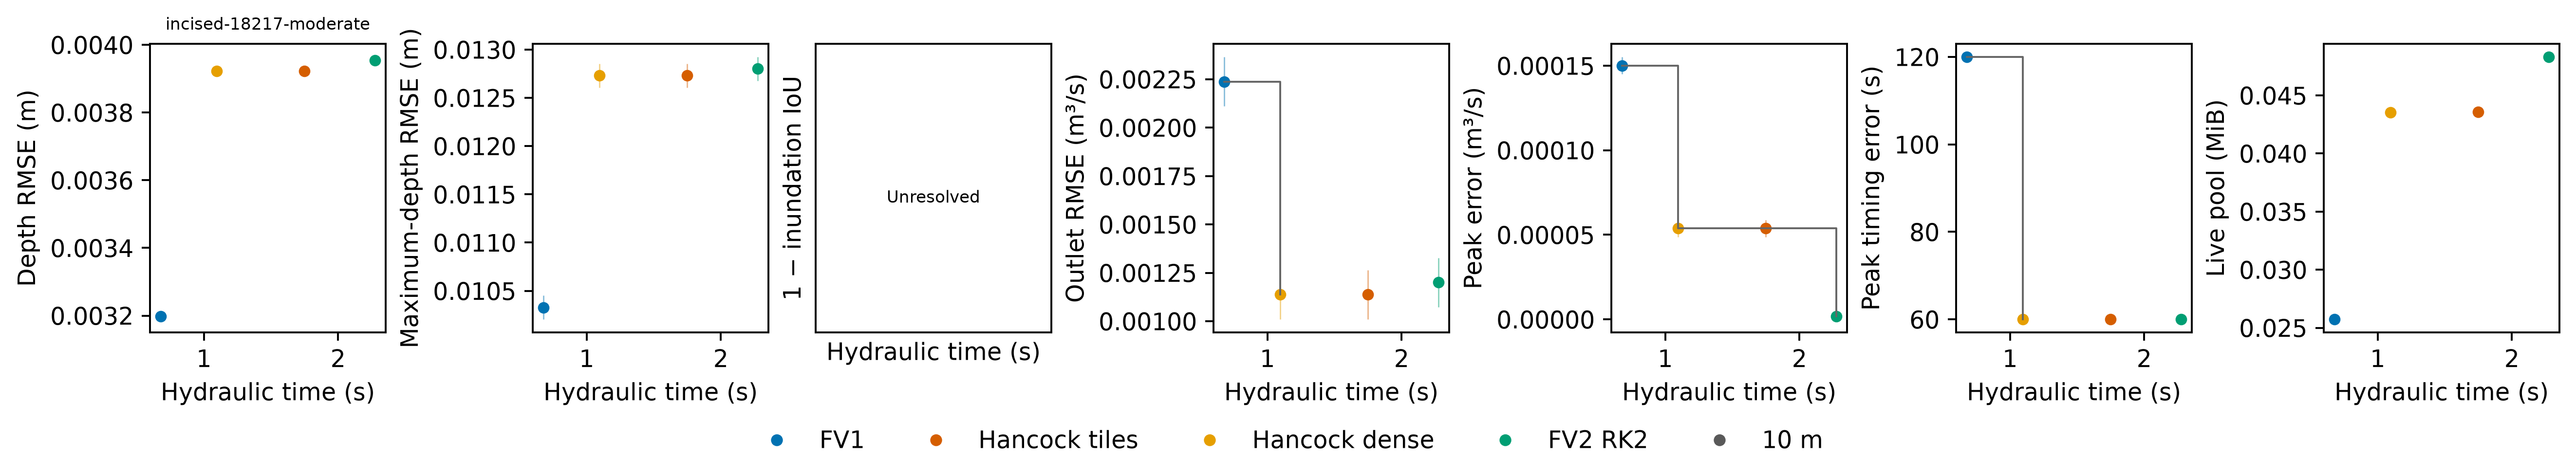 incised-18217-moderate
Depth RMSE (m)
0.0040
0.0038
0.0036
0.0034
0.0032
1
2
Hydraulic time (s)
Maximum-depth RMSE (m)
0.0130
0.0125
0.0120
0.0115
0.0110
0.0105
1
2
Hydraulic time (s)
1 − inundation IoU
Unresolved
Hydraulic time (s)
Outlet RMSE (m³/s)
0.00225
0.00200
0.00175
0.00150
0.00125
0.00100
1
2
Hydraulic time (s)
Peak error (m³/s)
0.00015
0.00010
0.00005
0.00000
1
2
Hydraulic time (s)
Peak timing error (s)
120
100
80
60
1
2
Hydraulic time (s)
Live pool (MiB)
0.045
0.040
0.035
0.030
0.025
1
2
Hydraulic time (s)
FV1
Hancock tiles
Hancock dense
FV2 RK2
10 m